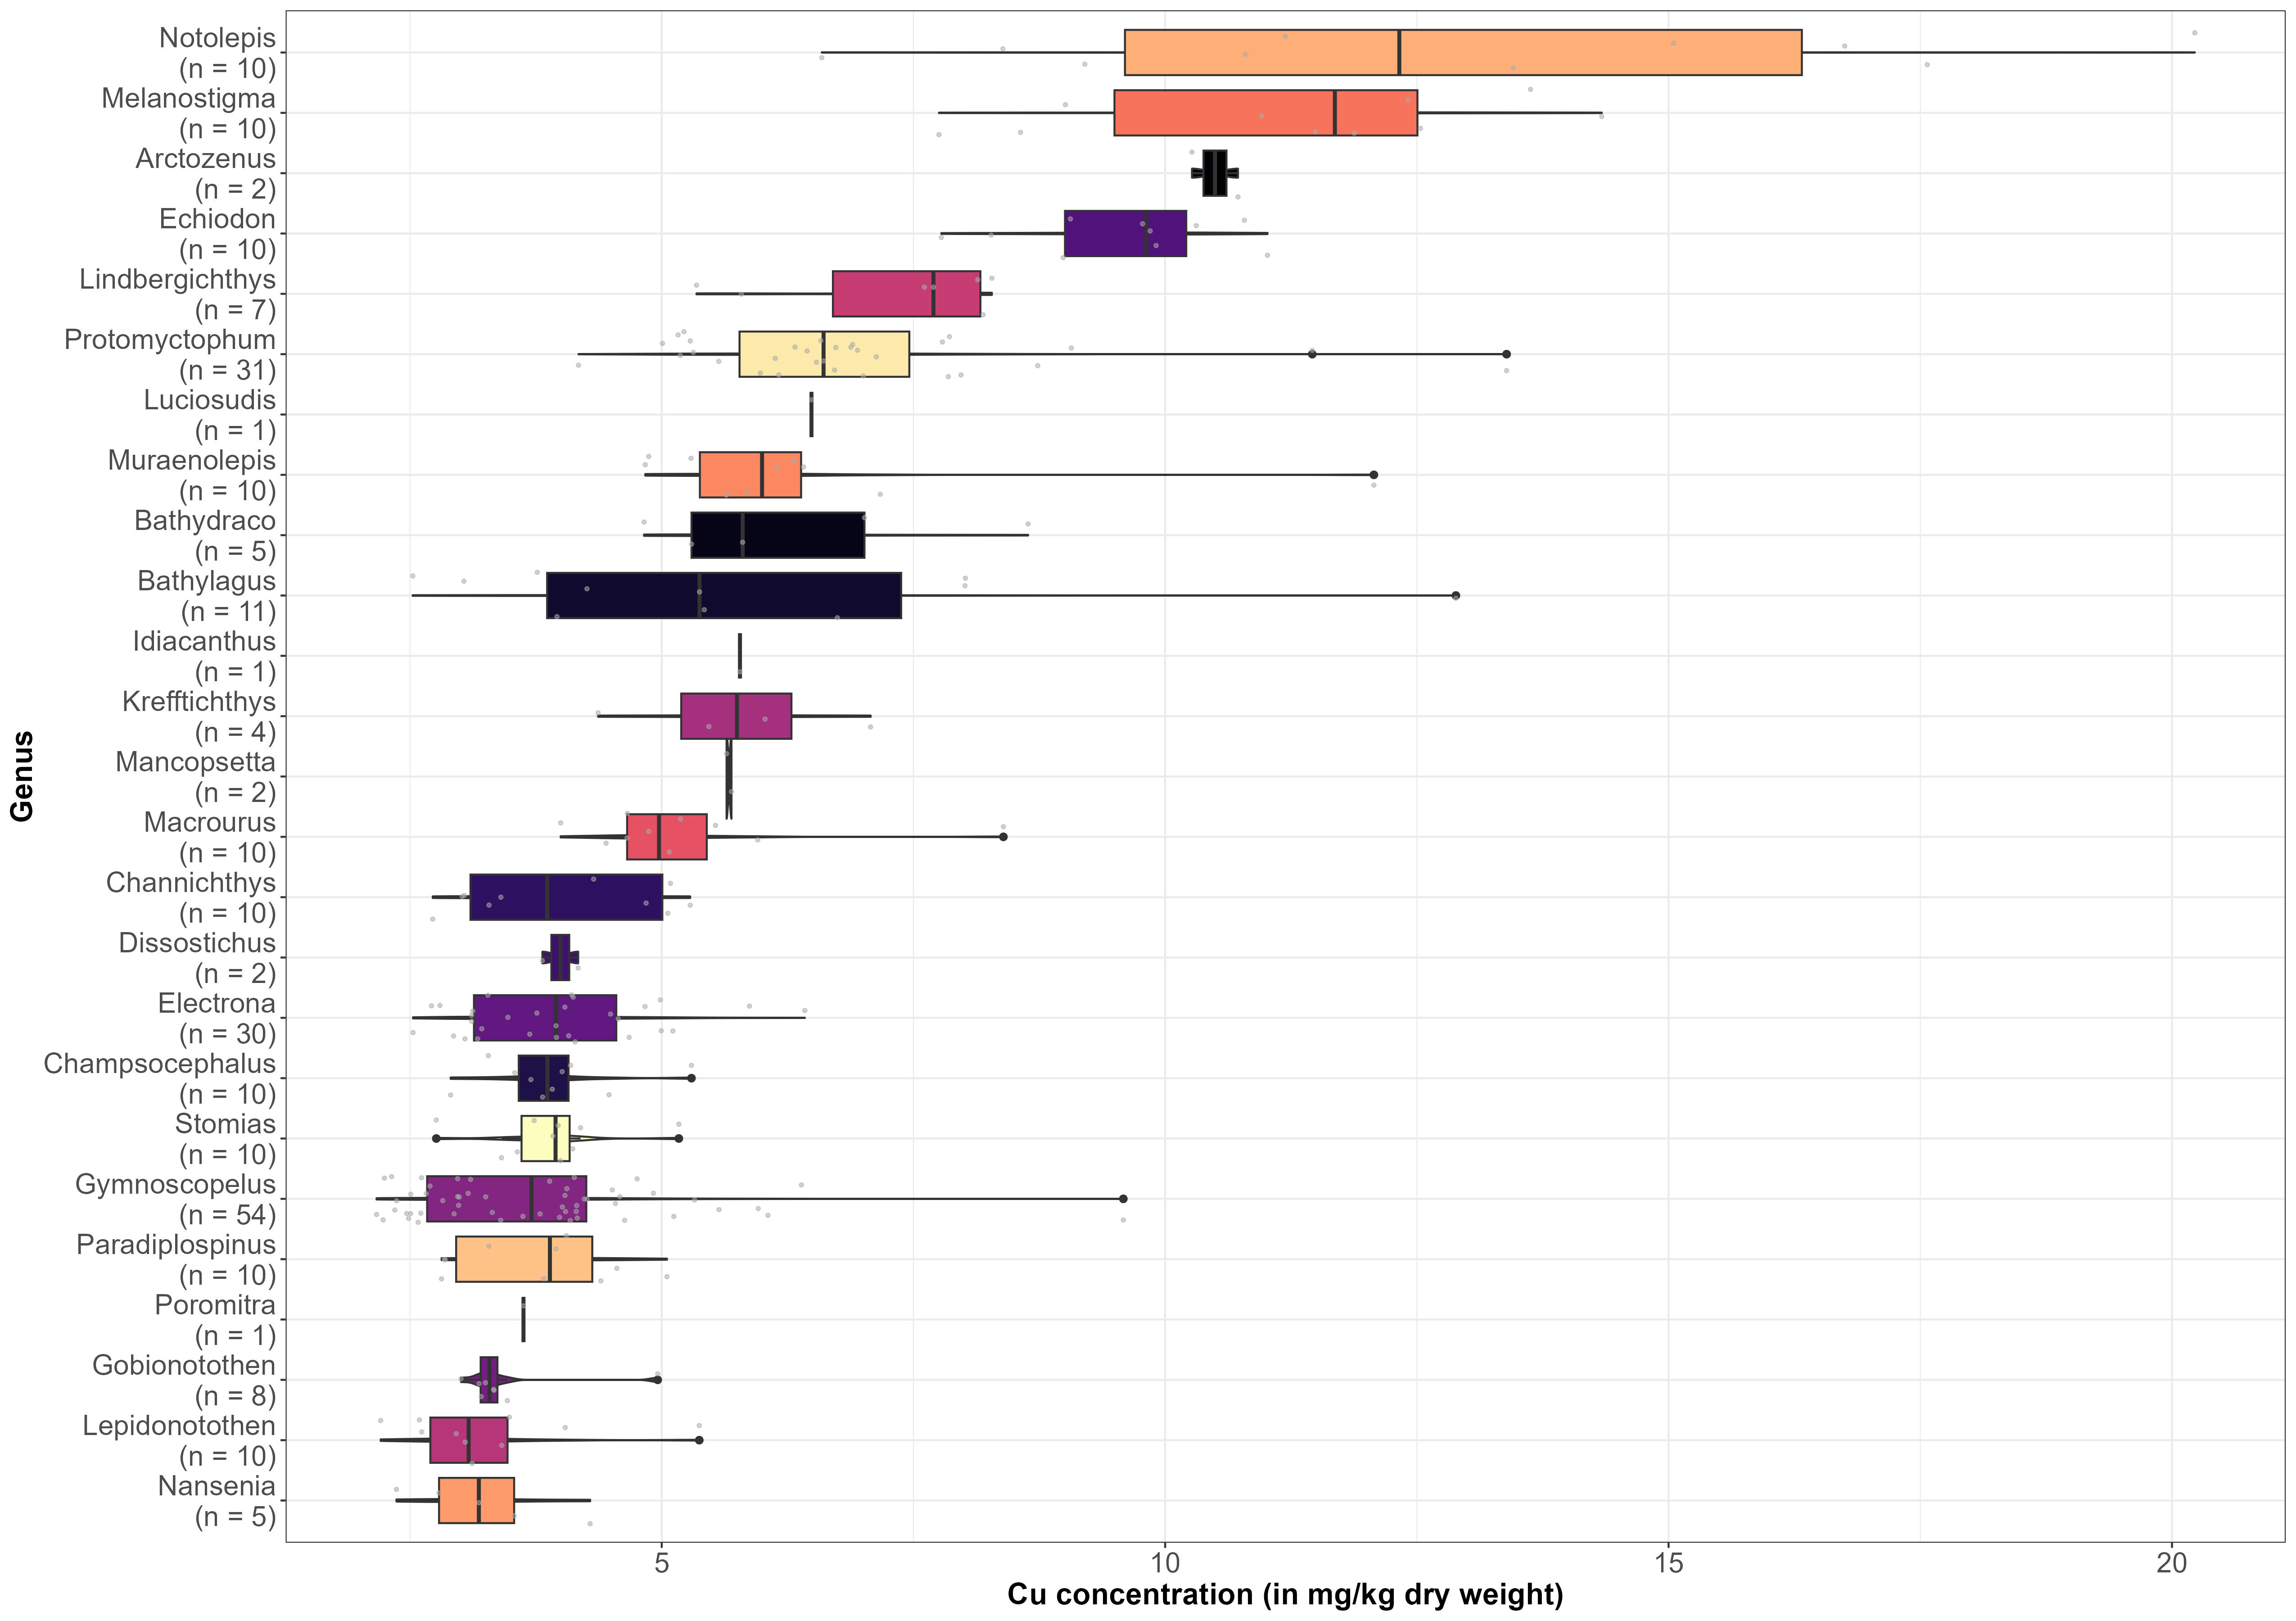 Notolepis
(n = 10)
Melanostigma
(n = 10)
Arctozenus
(n = 2)
Echiodon
(n = 10)
Lindbergichthys
(n = 7)
Protomyctophum
(n = 31)
Luciosudis
(n = 1)
Muraenolepis
(n = 10)
Bathydraco
(n = 5)
Bathylagus
(n = 11)
Idiacanthus
(n = 1)
Krefftichthys
(n = 4)
Mancopsetta
(n = 2)
Macrourus
(n = 10)
Channichthys
(n = 10)
Dissostichus
(n = 2)
Electrona
(n = 30)
Champsocephalus
(n = 10)
Stomias
(n = 10)
Gymnoscopelus
(n = 54)
Paradiplospinus
(n = 10)
Poromitra
(n = 1)
Gobionotothen
(n = 8)
Lepidonotothen
(n = 10)
Nansenia
(n = 5)
Genus
5 10 15 20
Cu concentration (in mg/kg dry weight)